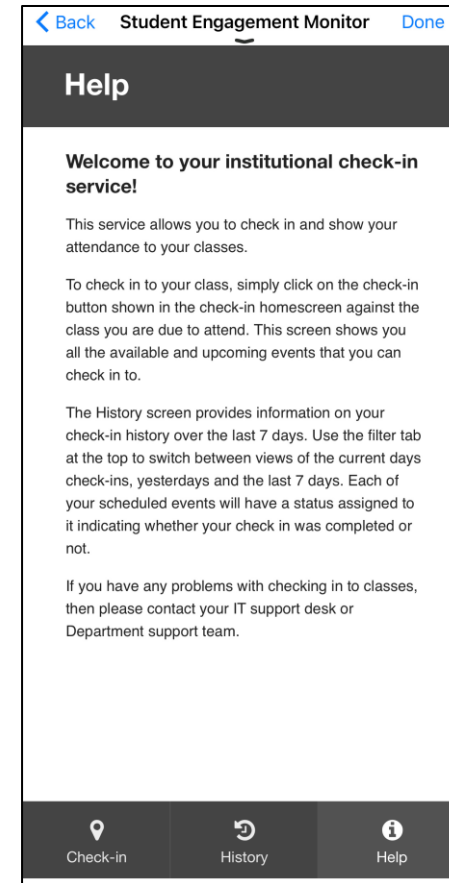 Back Student Engagement Monitor Done
Help
Welcome to your institutional check-in
service!
This service allows you to check in and show your
attendance to your classes.
To check in to your class, simply click on the check-in
button shown in the check-in homescreen against the
class you are due to attend. This screen shows you
all the available and upcoming events that you can
check in to.
The History screen provides information on your
check-in history over the last 7 days. Use the filter tab
at the top to switch between views of the current days
check-ins, yesterdays and the last 7 days. Each of
your scheduled events will have a status assigned to
it indicating whether your check in was completed or
not.
If you have any problems with checking in to classes,
then please contact your IT support desk or
Department support team.
Check-in History Help